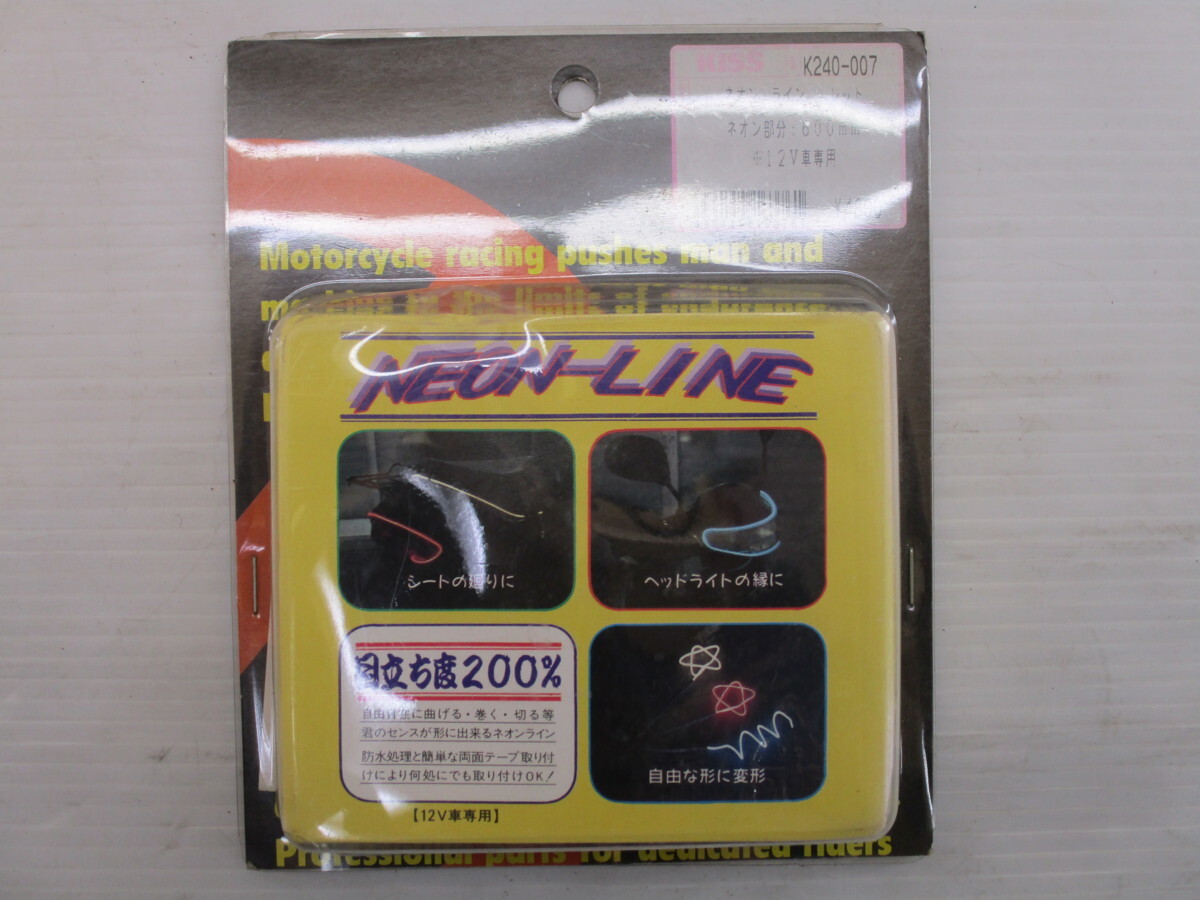 KISS
K240-007
ネオン部分:600mm
※12V車専用
Motorcycle racing pushes man and
to the limits of endurance
NEON-LINE
シートの廻りに
ヘッドライトの縁に
目立ち度200%
自由自在に曲げる・巻く・切る等
君のセンスが形に出来るネオンライン
防水処理と簡単な両面テープ取り付
けにより何処にでも取り付けOK!
自由な形に変形
【12V車専用】
Professional parts for dedicated riders